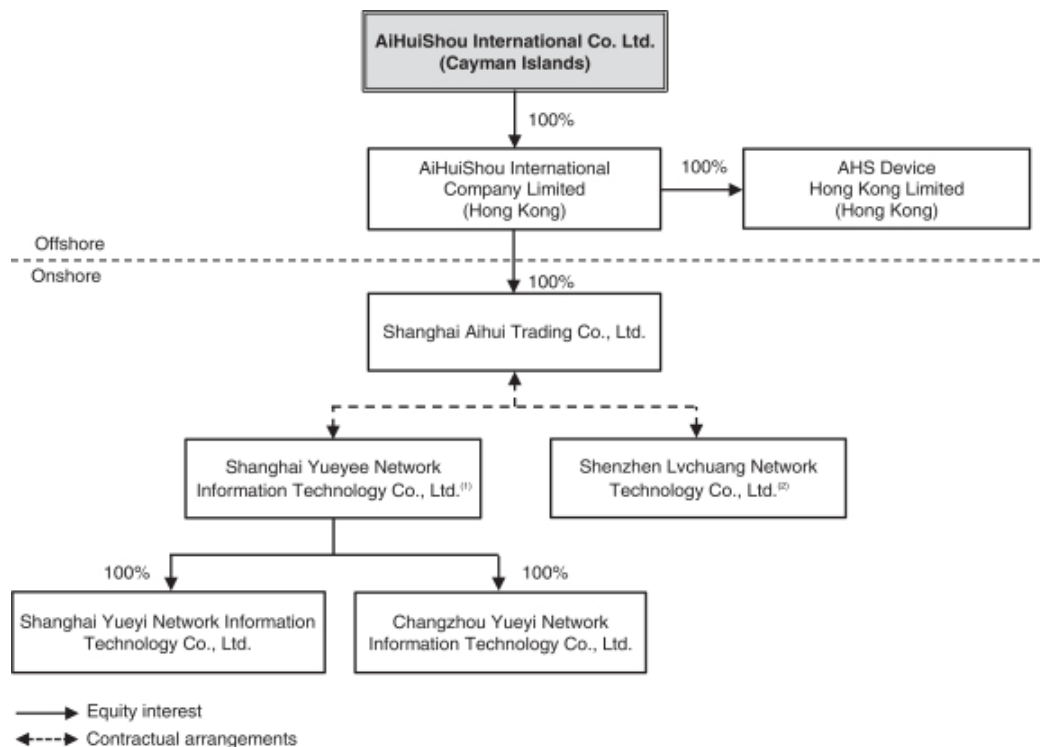 AiHuiShou International Co. Ltd.
(Cayman Islands)
100%
AiHuiShou International
Company Limited
(Hong Kong)
100%
AHS Device
Hong Kong Limited
(Hong Kong)
Offshore
Onshore
100%
Shanghai Aihui Trading Co., Ltd.
Shanghai Yueyee Network
Information Technology Co., Ltd.(1)
Shenzhen Lvchuang Network
Technology Co., Ltd.(2)
100%
100%
Shanghai Yueyi Network Information
Technology Co., Ltd.
Changzhou Yueyi Network
Information Technology Co., Ltd.
Equity interest
Contractual arrangements